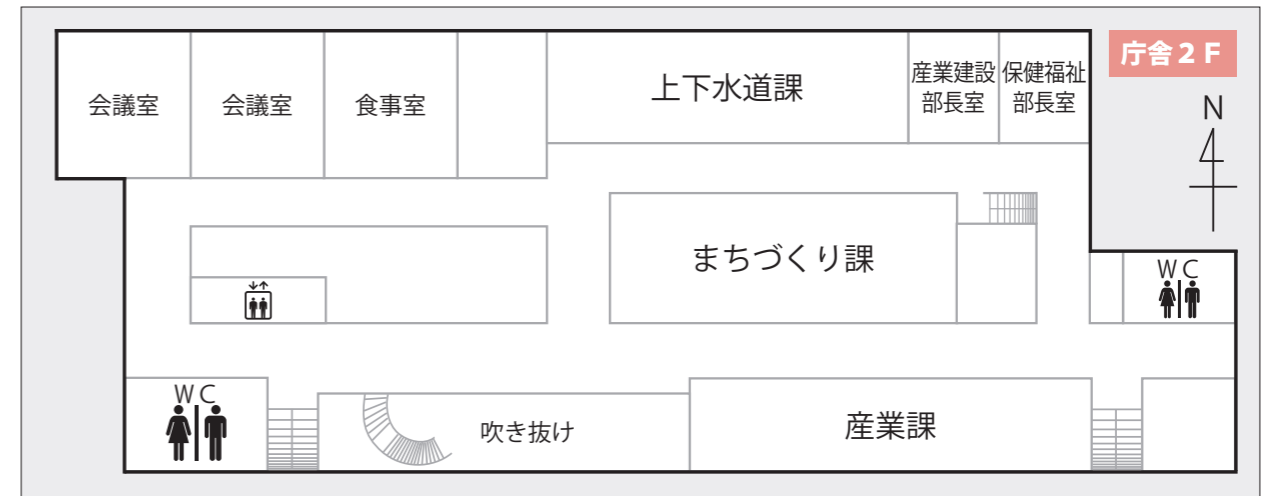 庁舎２Ｆ
会議室
会議室
食事室
上下水道課
産業建設
部長室
保健福祉
部長室
N
まちづくり課
WC
WC
吹き抜け
産業課